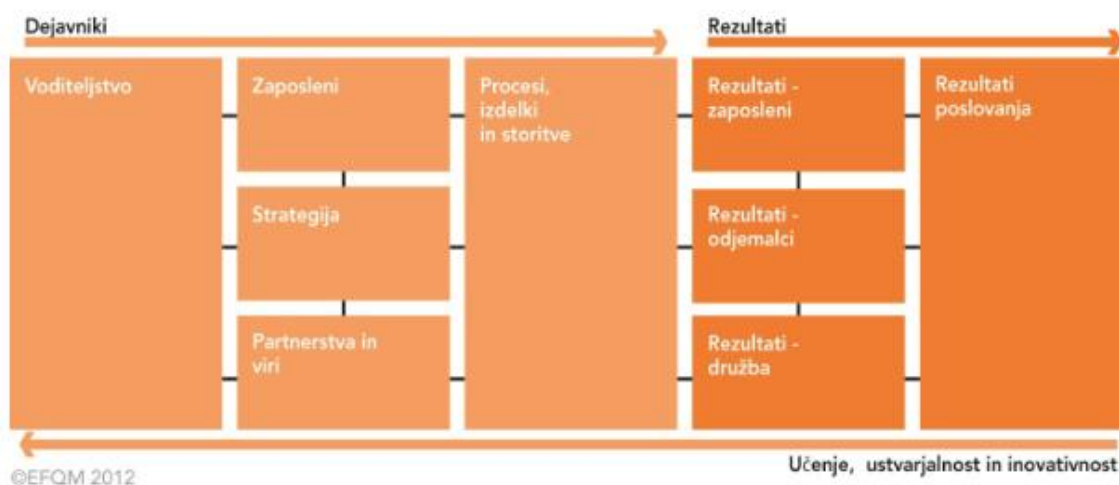 Dejavniki
Rezultati
Voditeljstvo
Zaposleni
Procesi,
izdelki
in storitve
Rezultati -
zaposleni
Rezultati
poslovanja
Strategija
Rezultati -
odjemalci
Partnerstva in
viri
Rezultati -
družba
Učenje, ustvarjalnost in inovativnost
©EFQM 2012